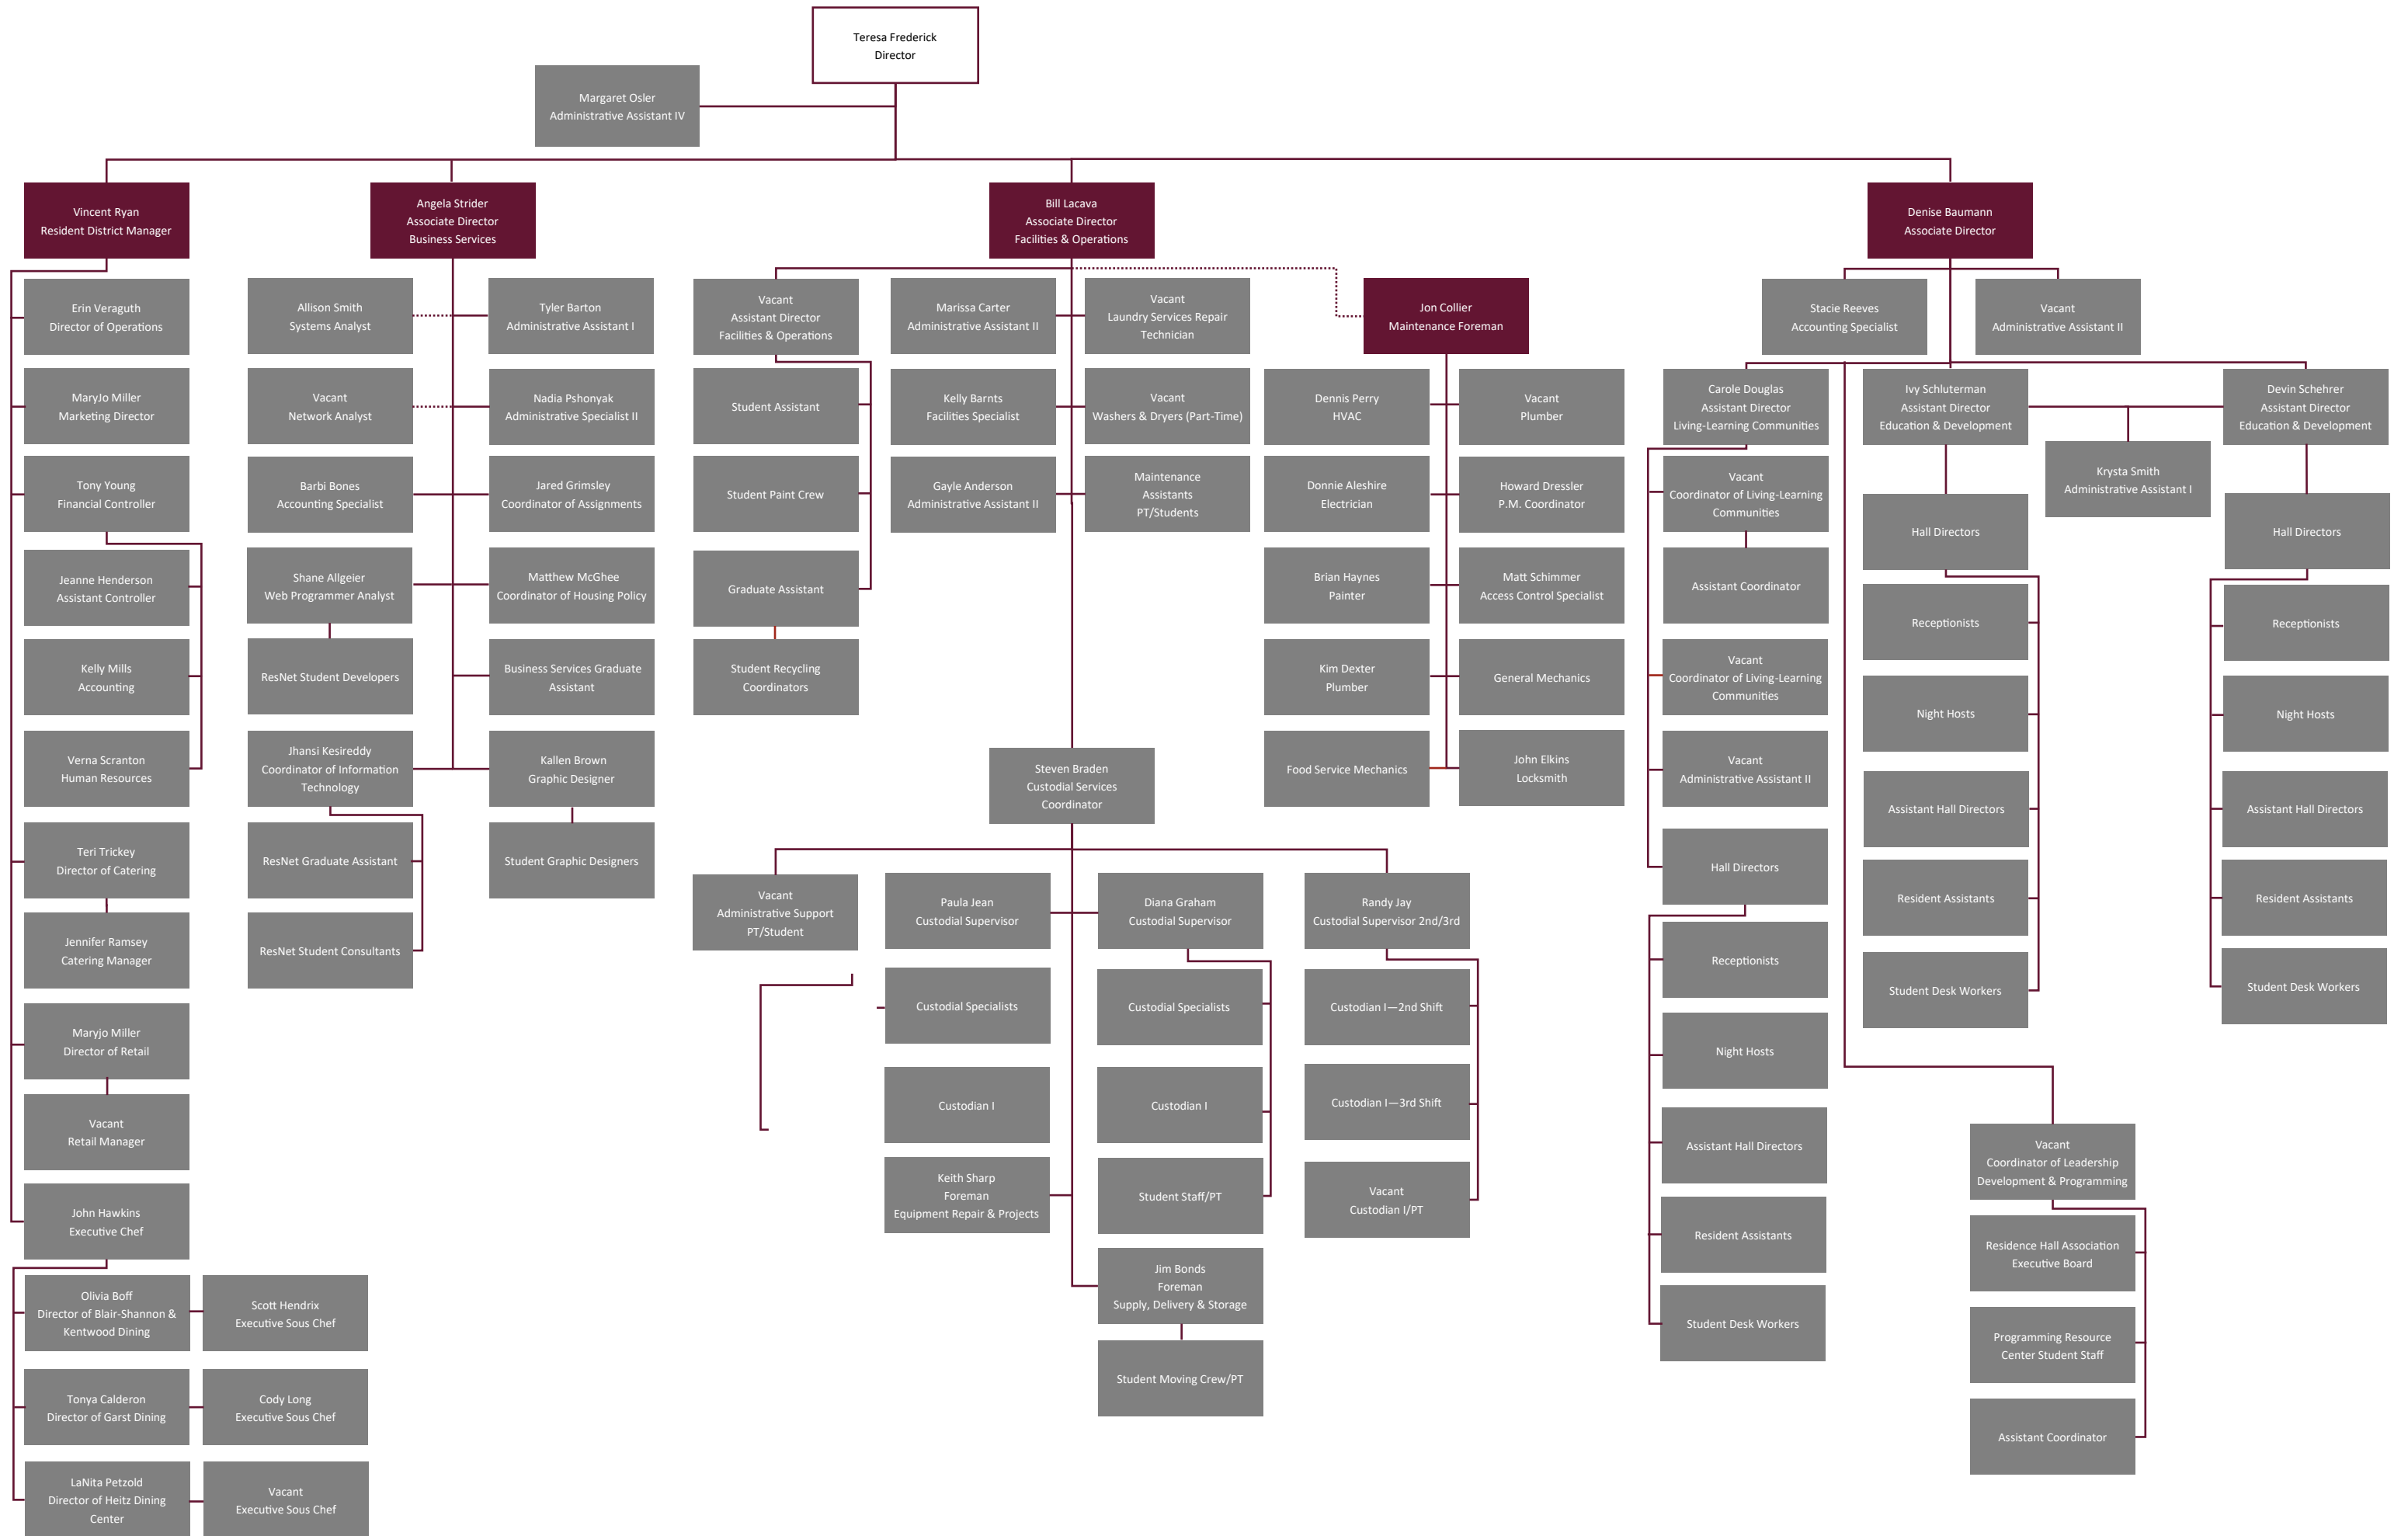 Teresa Frederick
Director
Margaret Osler
Administrative Assistant IV
Vincent Ryan
Resident District Manager
Angela Strider
Associate Director
Business Services
Bill Lacava
Associate Director
Facilities & Operations
Denise Baumann
Associate Director
Erin Veraguth
Director of Operations
MaryJo Miller
Marketing Director
Tony Young
Financial Controller
Jeanne Henderson
Assistant Controller
Kelly Mills
Accounting
Verna Scranton
Human Resources
Teri Trickey
Director of Catering
Jennifer Ramsey
Catering Manager
Maryjo Miller
Director of Retail
Vacant
Retail Manager
John Hawkins
Executive Chef
Olivia Boff
Director of Blair-Shannon &
Kentwood Dining
Scott Hendrix
Executive Sous Chef
Tonya Calderon
Director of Garst Dining
Cody Long
Executive Sous Chef
LaNita Petzold
Director of Heitz Dining
Center
Vacant
Executive Sous Chef
Allison Smith
Systems Analyst
Tyler Barton
Administrative Assistant I
Vacant
Network Analyst
Nadia Pshonyak
Administrative Specialist II
Barbi Bones
Accounting Specialist
Jared Grimsley
Coordinator of Assignments
Shane Allgeier
Web Programmer Analyst
Matthew McGhee
Coordinator of Housing Policy
ResNet Student Developers
Business Services Graduate
Assistant
Jhansi Kesireddy
Coordinator of Information
Technology
Kallen Brown
Graphic Designer
ResNet Graduate Assistant
Student Graphic Designers
ResNet Student Consultants
Vacant
Assistant Director
Facilities & Operations
Student Assistant
Student Paint Crew
Graduate Assistant
Student Recycling
Coordinators
Marissa Carter
Administrative Assistant II
Vacant
Laundry Services Repair
Technician
Kelly Barnts
Facilities Specialist
Vacant
Washers & Dryers (Part-Time)
Gayle Anderson
Administrative Assistant II
Maintenance
Assistants
PT/Students
Jon Collier
Maintenance Foreman
Dennis Perry
HVAC
Vacant
Plumber
Donnie Aleshire
Electrician
Howard Dressler
P.M. Coordinator
Brian Haynes
Painter
Matt Schimmer
Access Control Specialist
Kim Dexter
Plumber
General Mechanics
Food Service Mechanics
John Elkins
Locksmith
Steven Braden
Custodial Services
Coordinator
Vacant
Administrative Support
PT/Student
Paula Jean
Custodial Supervisor
Diana Graham
Custodial Supervisor
Randy Jay
Custodial Supervisor 2nd/3rd
Custodial Specialists
Custodial Specialists
Custodian I—2nd Shift
Custodian I
Custodian I
Custodian I—3rd Shift
Keith Sharp
Foreman
Equipment Repair & Projects
Student Staff/PT
Vacant
Custodian I/PT
Jim Bonds
Foreman
Supply, Delivery & Storage
Student Moving Crew/PT
Stacie Reeves
Accounting Specialist
Vacant
Administrative Assistant II
Carole Douglas
Assistant Director
Living-Learning Communities
Ivy Schluterman
Assistant Director
Education & Development
Devin Schehrer
Assistant Director
Education & Development
Krysta Smith
Administrative Assistant I
Vacant
Coordinator of Living-Learning
Communities
Assistant Coordinator
Vacant
Coordinator of Living-Learning
Communities
Vacant
Administrative Assistant II
Hall Directors
Receptionists
Night Hosts
Assistant Hall Directors
Resident Assistants
Student Desk Workers
Hall Directors
Receptionists
Night Hosts
Assistant Hall Directors
Resident Assistants
Student Desk Workers
Hall Directors
Receptionists
Night Hosts
Assistant Hall Directors
Resident Assistants
Student Desk Workers
Vacant
Coordinator of Leadership
Development & Programming
Residence Hall Association
Executive Board
Programming Resource
Center Student Staff
Assistant Coordinator